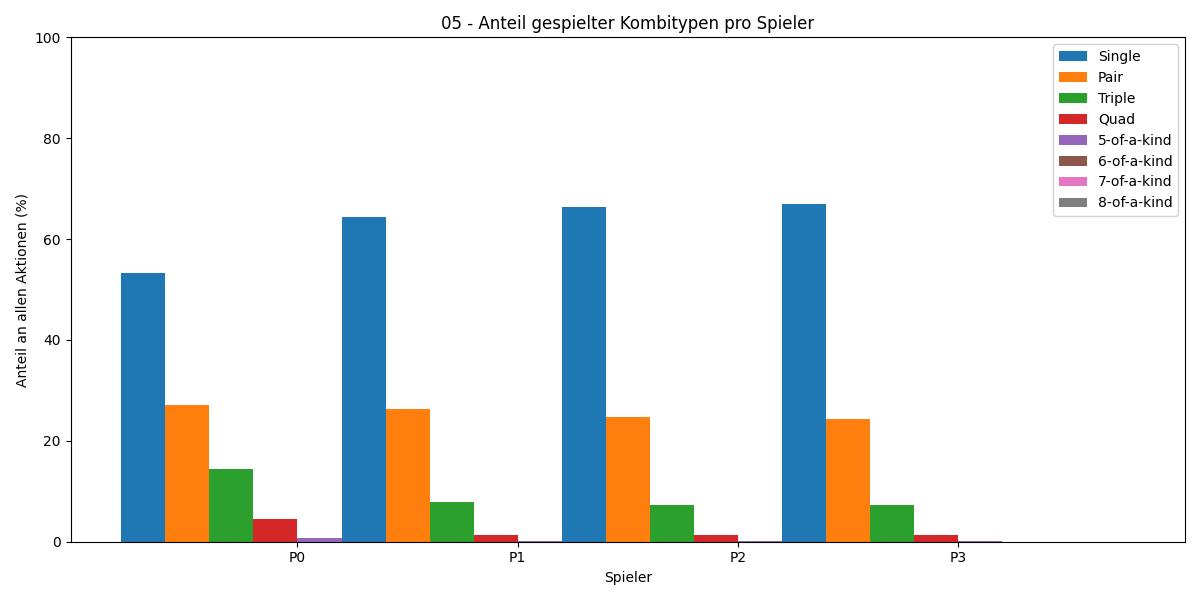 05 - Anteil gespielter Kombitypen pro Spieler
100
80
60
40
20
0
Anteil an allen Aktionen (%)
Single
Pair
Triple
Quad
5-of-a-kind
6-of-a-kind
7-of-a-kind
8-of-a-kind
P0 P1 P2 P3
Spieler